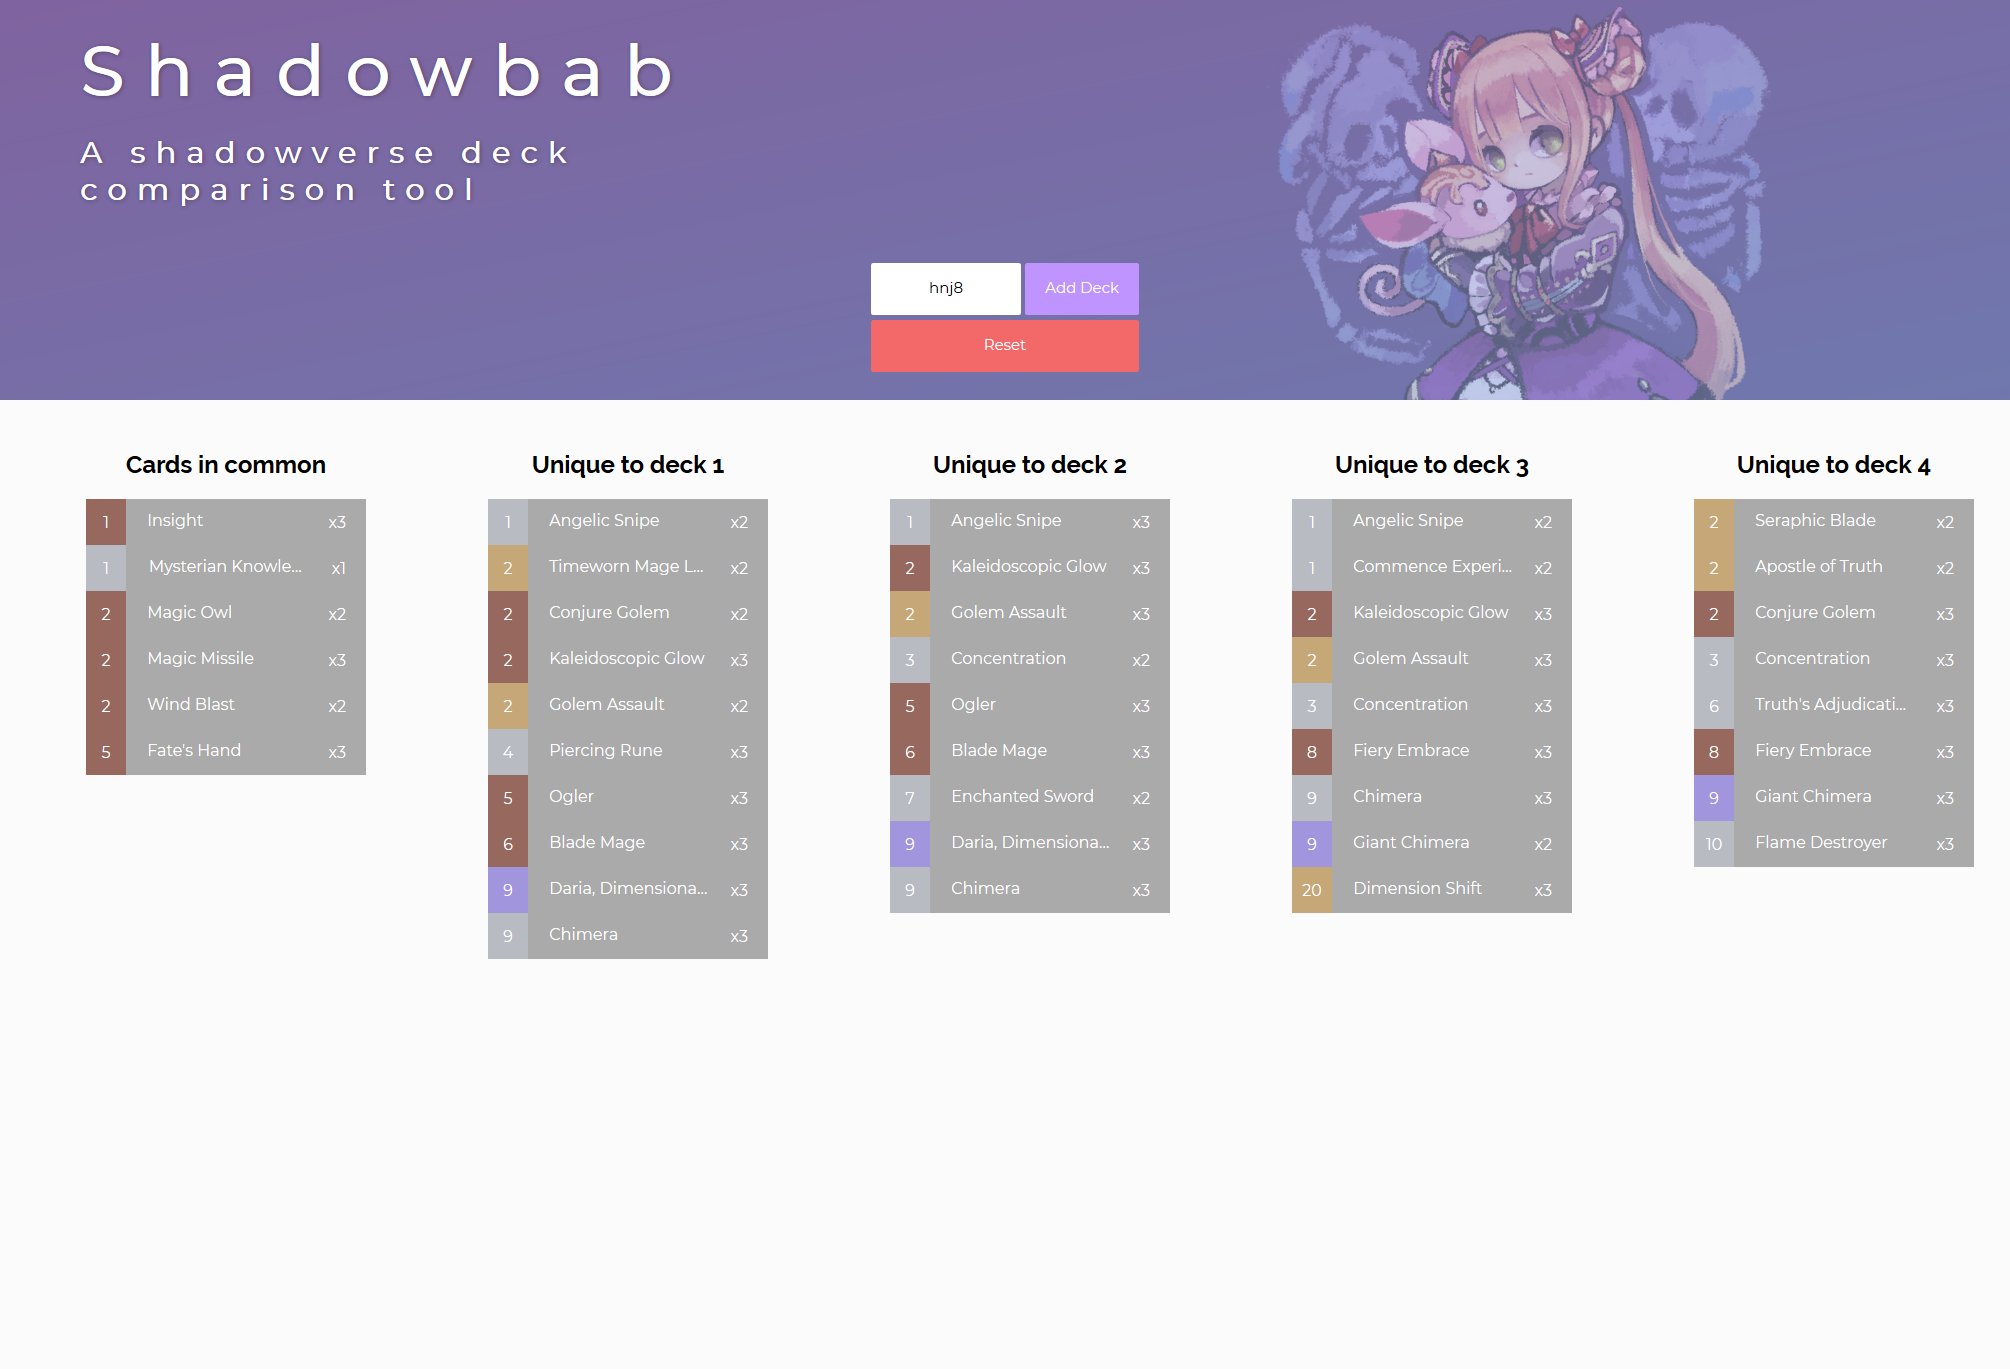 Shadowbab
A shadowverse deck
comparison tool
hnj8
Add Deck
Reset
Cards in common
1 Insight x3
1 Mysterian Knowle... x1
2 Magic Owl x2
2 Magic Missile x3
2 Wind Blast x2
5 Fate's Hand x3
Unique to deck 1
1 Angelic Snipe x2
2 Timeworn Mage L... x2
2 Conjure Golem x2
2 Kaleidoscopic Glow x3
2 Golem Assault x2
4 Piercing Rune x3
5 Ogler x3
6 Blade Mage x3
9 Daria, Dimensiona... x3
9 Chimera x3
Unique to deck 2
1 Angelic Snipe x3
2 Kaleidoscopic Glow x3
2 Golem Assault x3
3 Concentration x2
5 Ogler x3
6 Blade Mage x3
7 Enchanted Sword x2
9 Daria, Dimensiona... x3
9 Chimera x3
Unique to deck 3
1 Angelic Snipe x2
1 Commence Experi... x2
2 Kaleidoscopic Glow x3
2 Golem Assault x3
3 Concentration x3
8 Fiery Embrace x3
9 Chimera x3
9 Giant Chimera x2
20 Dimension Shift x3
Unique to deck 4
2 Seraphic Blade x2
2 Apostle of Truth x2
2 Conjure Golem x3
3 Concentration x3
6 Truth's Adjudicati... x3
8 Fiery Embrace x3
9 Giant Chimera x3
10 Flame Destroyer x3